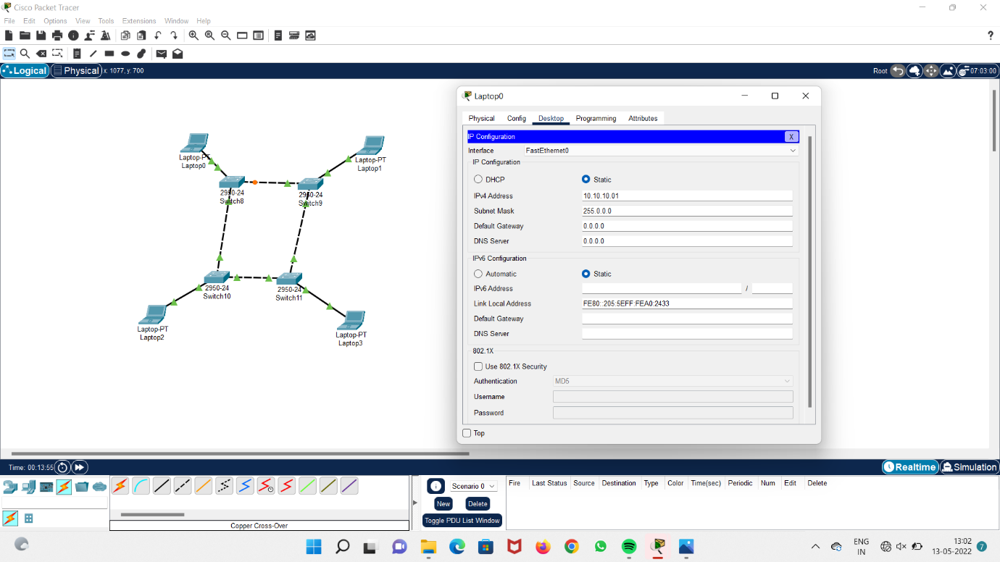 Cisco Packet Tracer
File Edit Options View Tools Extensions Window Help
Logical Physical x: 1077, y: 700 Root 07:03:00
Laptop-PT
Laptop0
Laptop-PT
Laptop1
2950-24
Switch8
2950-24
Switch9
2950-24
Switch10
2950-24
Switch11
Laptop-PT
Laptop2
Laptop-PT
Laptop3
Laptop0
Physical Config Desktop Programming Attributes
IP Configuration X
Interface FastEthernet0
IP Configuration
DHCP Static
IPv4 Address 10.10.10.01
Subnet Mask 255.0.0.0
Default Gateway 0.0.0.0
DNS Server 0.0.0.0
IPv6 Configuration
Automatic Static
IPv6 Address /
Link Local Address FE80::205:5EFF:FEA0:2433
Default Gateway
DNS Server
802.1X
Use 802.1X Security
Authentication MD5
Username
Password
Top
Time: 00:13:55 Realtime Simulation
Scenario 0
New Delete
Toggle PDU List Window
Fire Last Status Source Destination Type Color Time(sec) Periodic Num Edit Delete
Copper Cross-Over
ENG
IN
13:02
13-05-2022
7